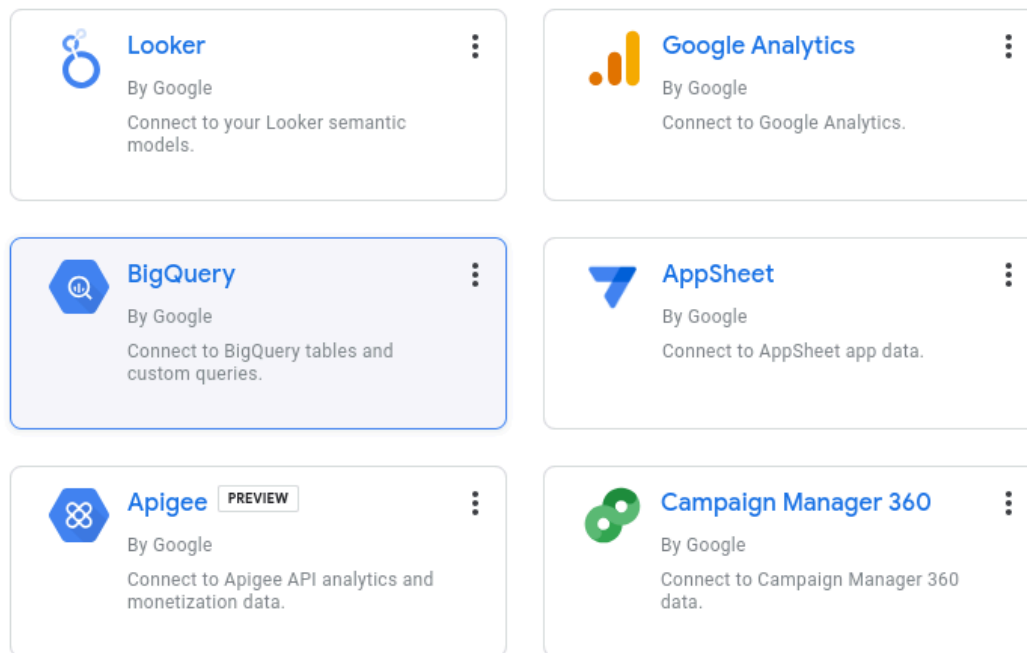 Looker
By Google
Connect to your Looker semantic
models.
Google Analytics
By Google
Connect to Google Analytics.
BigQuery
By Google
Connect to BigQuery tables and
custom queries.
AppSheet
By Google
Connect to AppSheet app data.
Apigee PREVIEW
By Google
Connect to Apigee API analytics and
monetization data.
Campaign Manager 360
By Google
Connect to Campaign Manager 360
data.